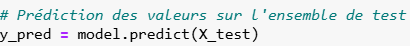 # Prédiction des valeurs sur l'ensemble de test
y_pred = model.predict(X_test)